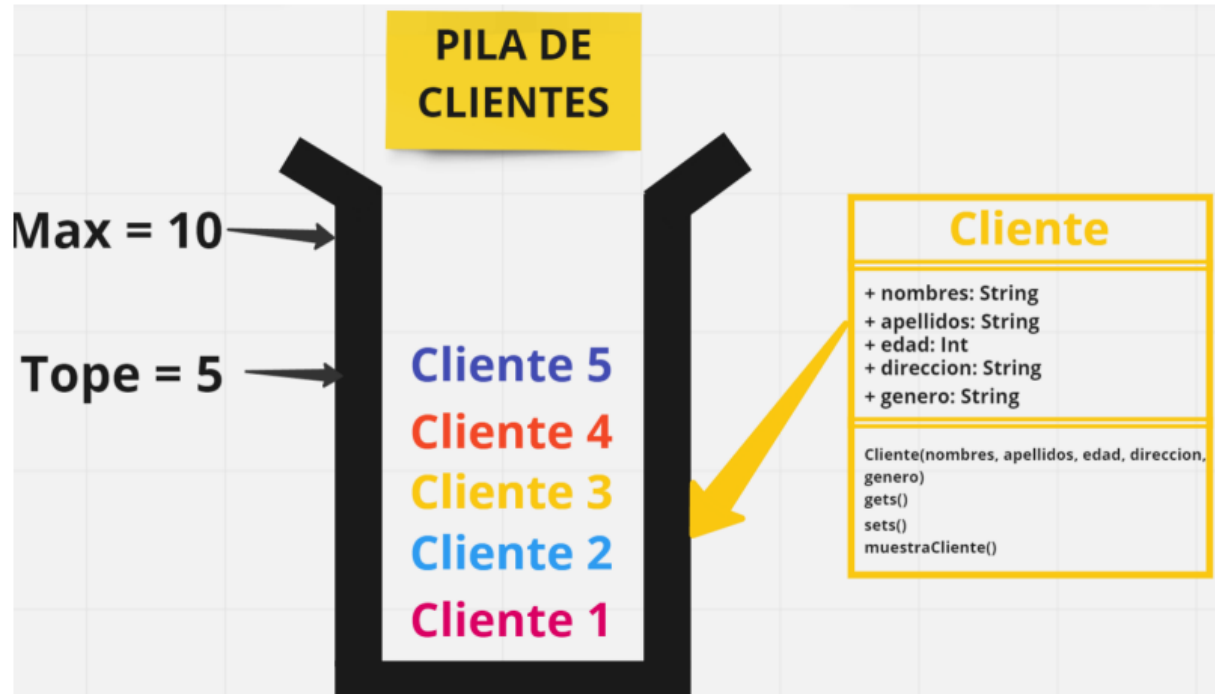 PILA DE
CLIENTES
Max = 10
Tope = 5
Cliente 5
Cliente 4
Cliente 3
Cliente 2
Cliente 1
Cliente
+ nombres: String
+ apellidos: String
+ edad: Int
+ direccion: String
+ genero: String
Cliente(nombres, apellidos, edad, direccion,
genero)
gets()
sets()
muestraCliente()